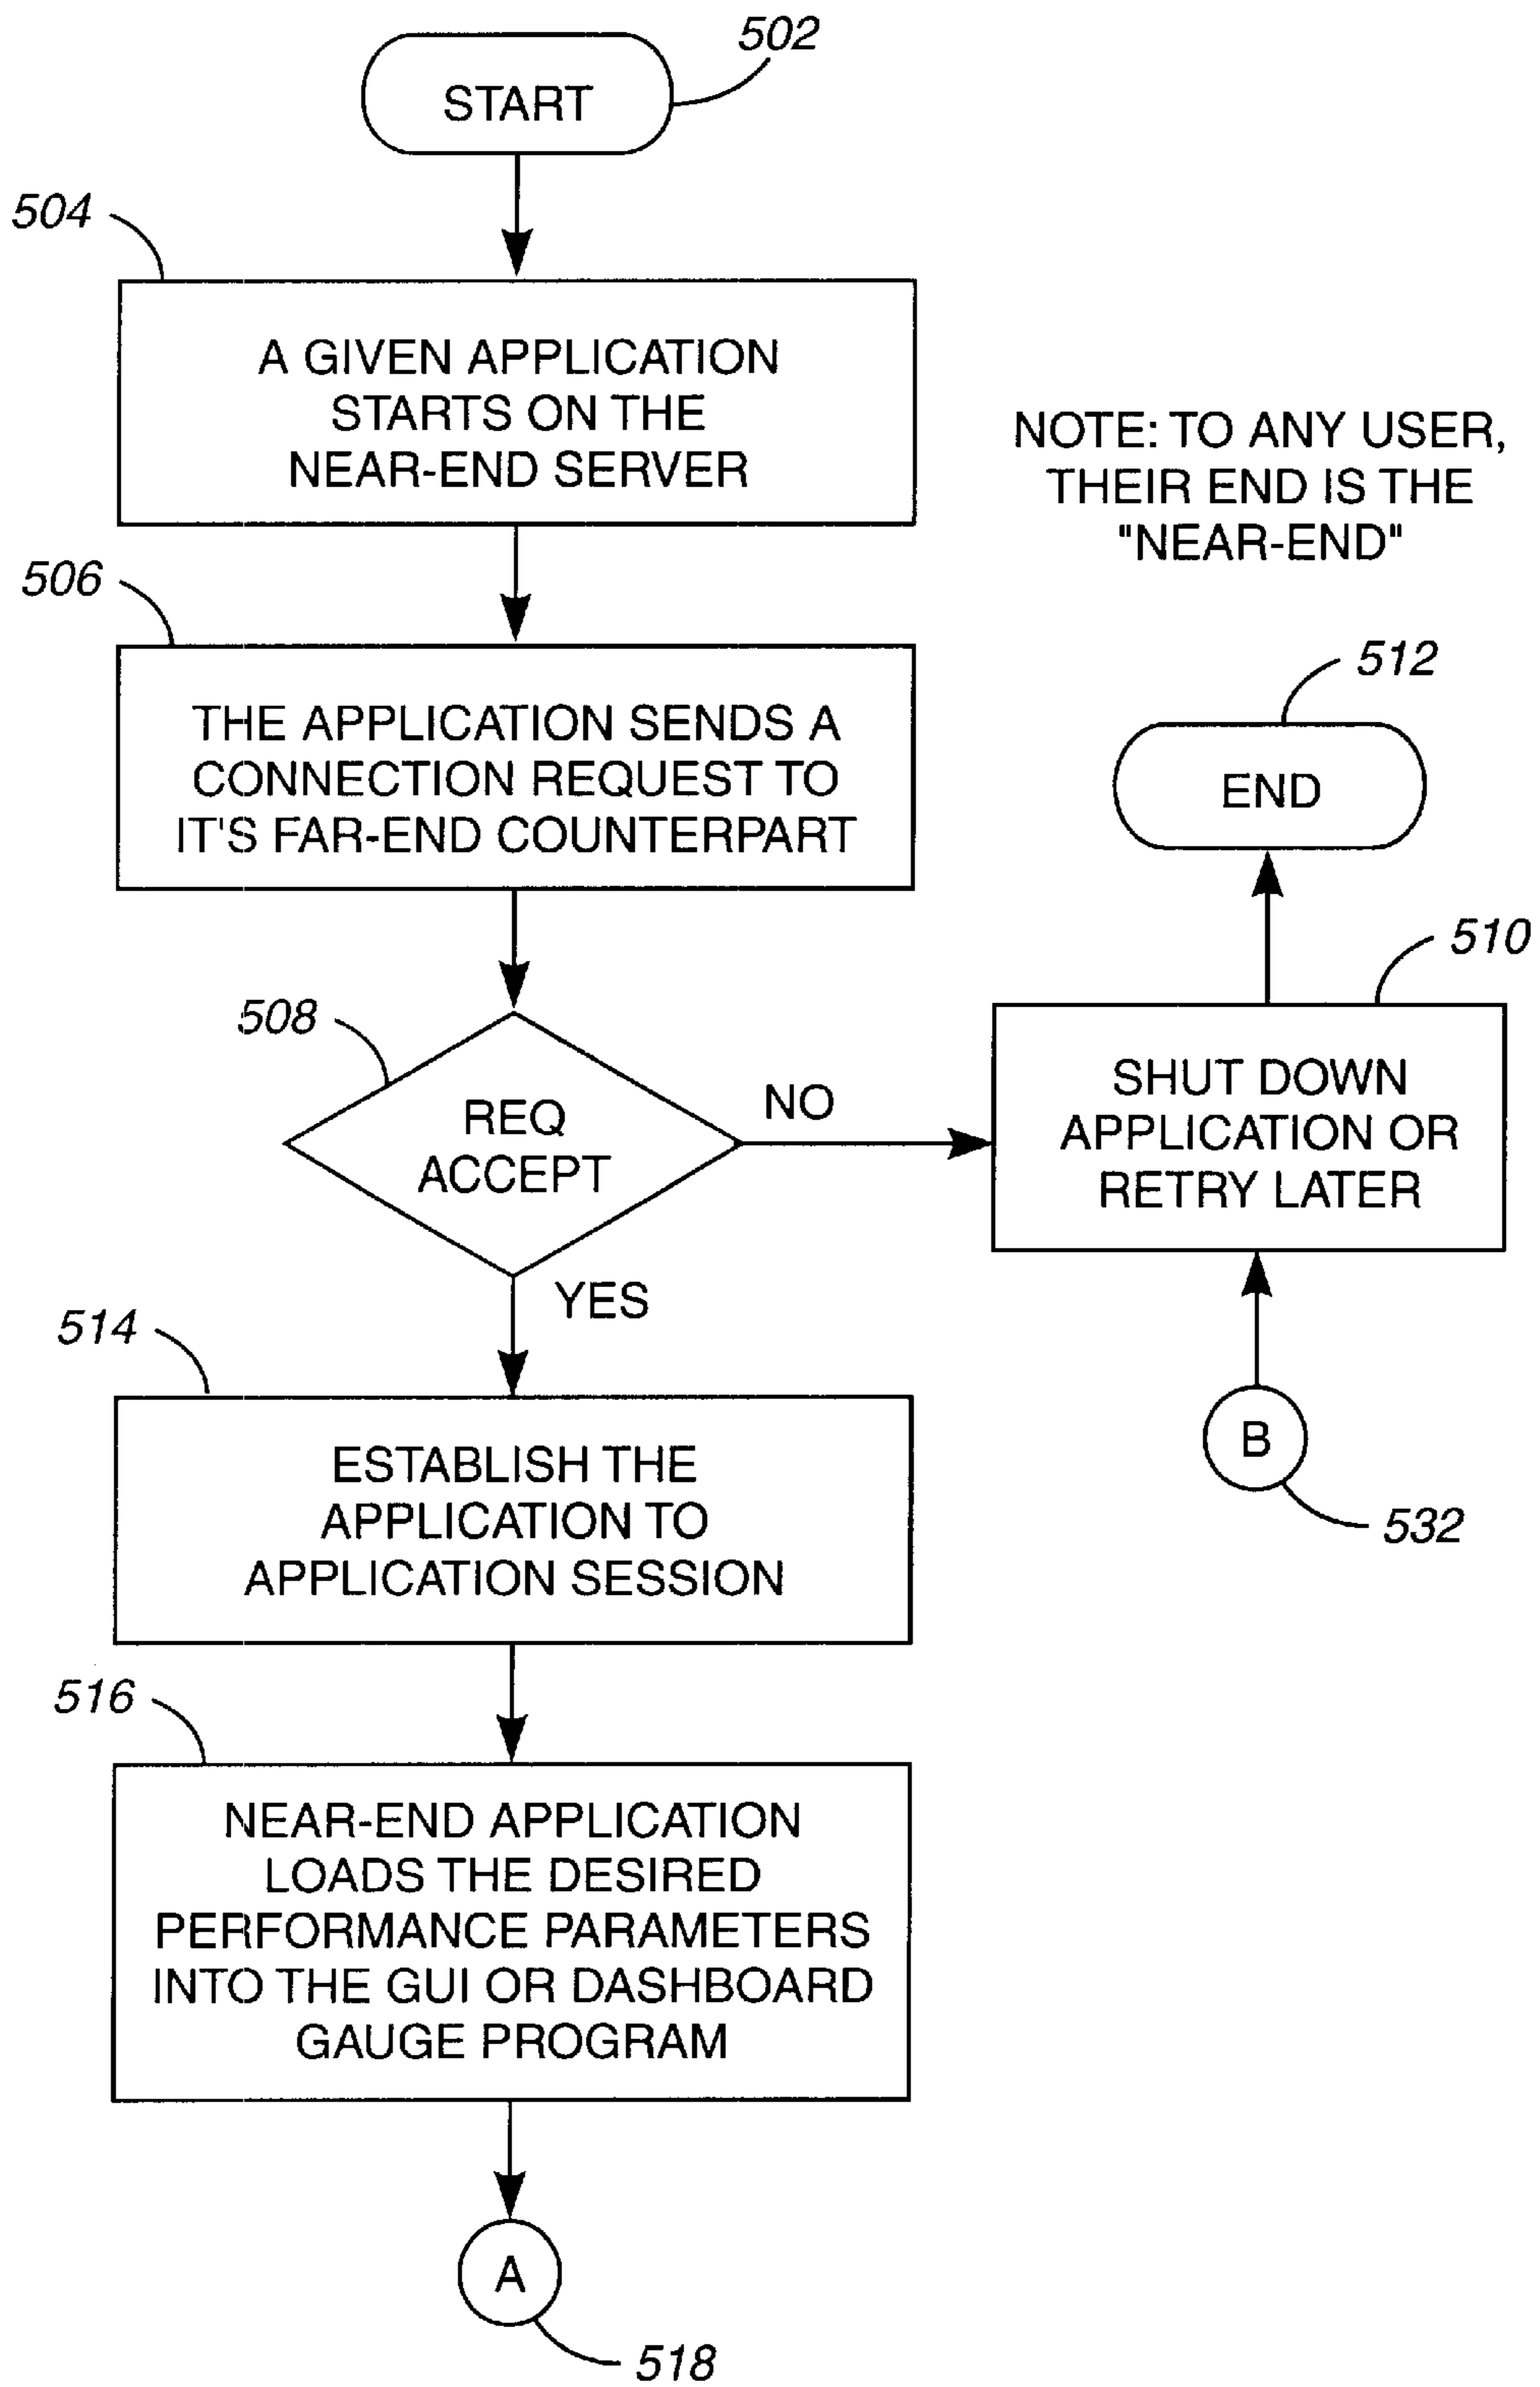 502
START
504
A GIVEN APPLICATION
STARTS ON THE
NEAR-END SERVER
NOTE: TO ANY USER,
THEIR END IS THE
"NEAR-END"
506
THE APPLICATION SENDS A
CONNECTION REQUEST TO
IT'S FAR-END COUNTERPART
512
END
508
REQ
ACCEPT
NO
510
SHUT DOWN
APPLICATION OR
RETRY LATER
YES
B
532
514
ESTABLISH THE
APPLICATION TO
APPLICATION SESSION
516
NEAR-END APPLICATION
LOADS THE DESIRED
PERFORMANCE PARAMETERS
INTO THE GUI OR DASHBOARD
GAUGE PROGRAM
A
518